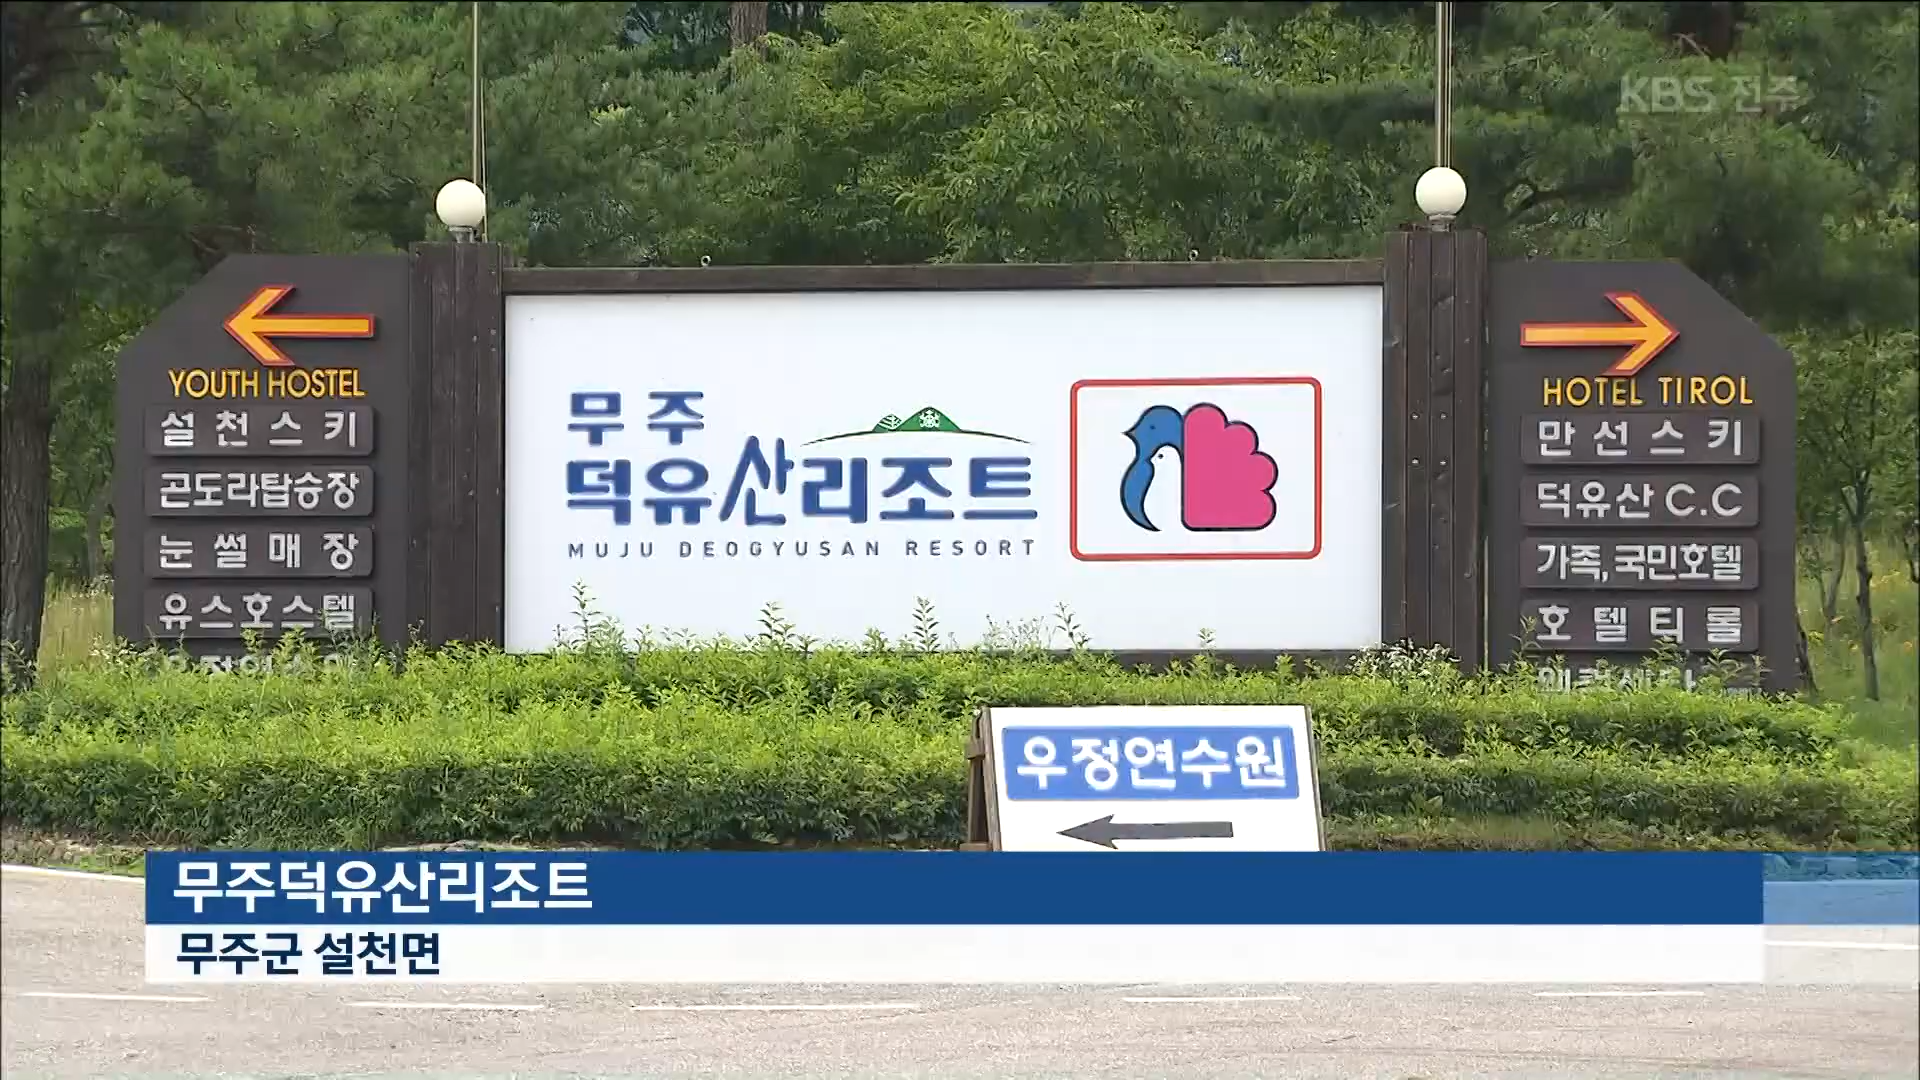 KBS 전주
YOUTH HOSTEL
설천스키
곤도라탑승장
눈썰매장
유스호스텔
무주
덕유산리조트
MUJU DEOGYUSAN RESORT
HOTEL TIROL
만선스키
덕유산 C.C
가족,국민호텔
호텔티롤
우정연수원
무주덕유산리조트
무주군 설천면